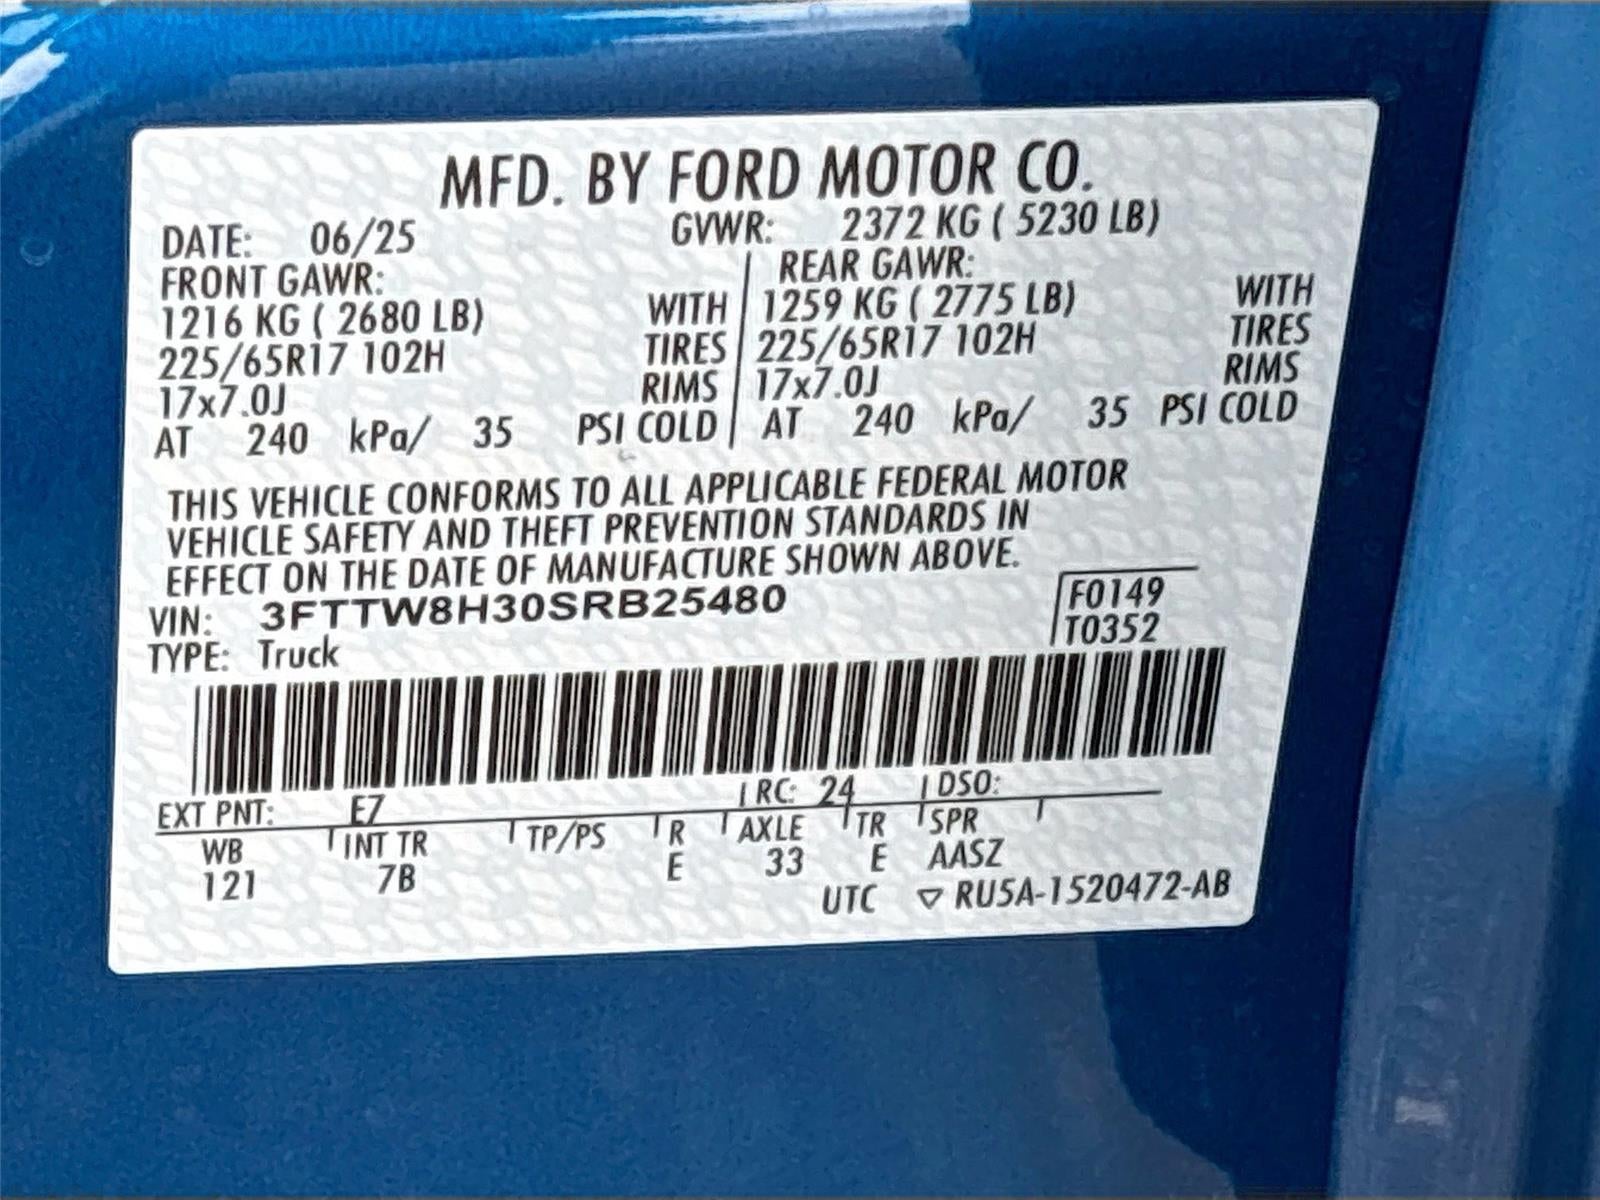 MFD. BY FORD MOTOR CO.
DATE: 06/25 GVWR: 2372 KG ( 5230 LB)
FRONT GAWR: REAR GAWR:
1216 KG ( 2680 LB) WITH 1259 KG ( 2775 LB) WITH
225/65R17 102H TIRES 225/65R17 102H TIRES
17x7.0J RIMS 17x7.0J RIMS
AT 240 kPa/ 35 PSI COLD AT 240 kPa/ 35 PSI COLD
THIS VEHICLE CONFORMS TO ALL APPLICABLE FEDERAL MOTOR
VEHICLE SAFETY AND THEFT PREVENTION STANDARDS IN
EFFECT ON THE DATE OF MANUFACTURE SHOWN ABOVE.
VIN: 3FTTW8H30SRB25480 F0149
TYPE: Truck T0352
EXT PNT: E7 RC: 24 DSO:
WB INT TR TP/PS R AXLE TR SPR
121 7B E 33 E AASZ
UTC ▽ RU5A-1520472-AB